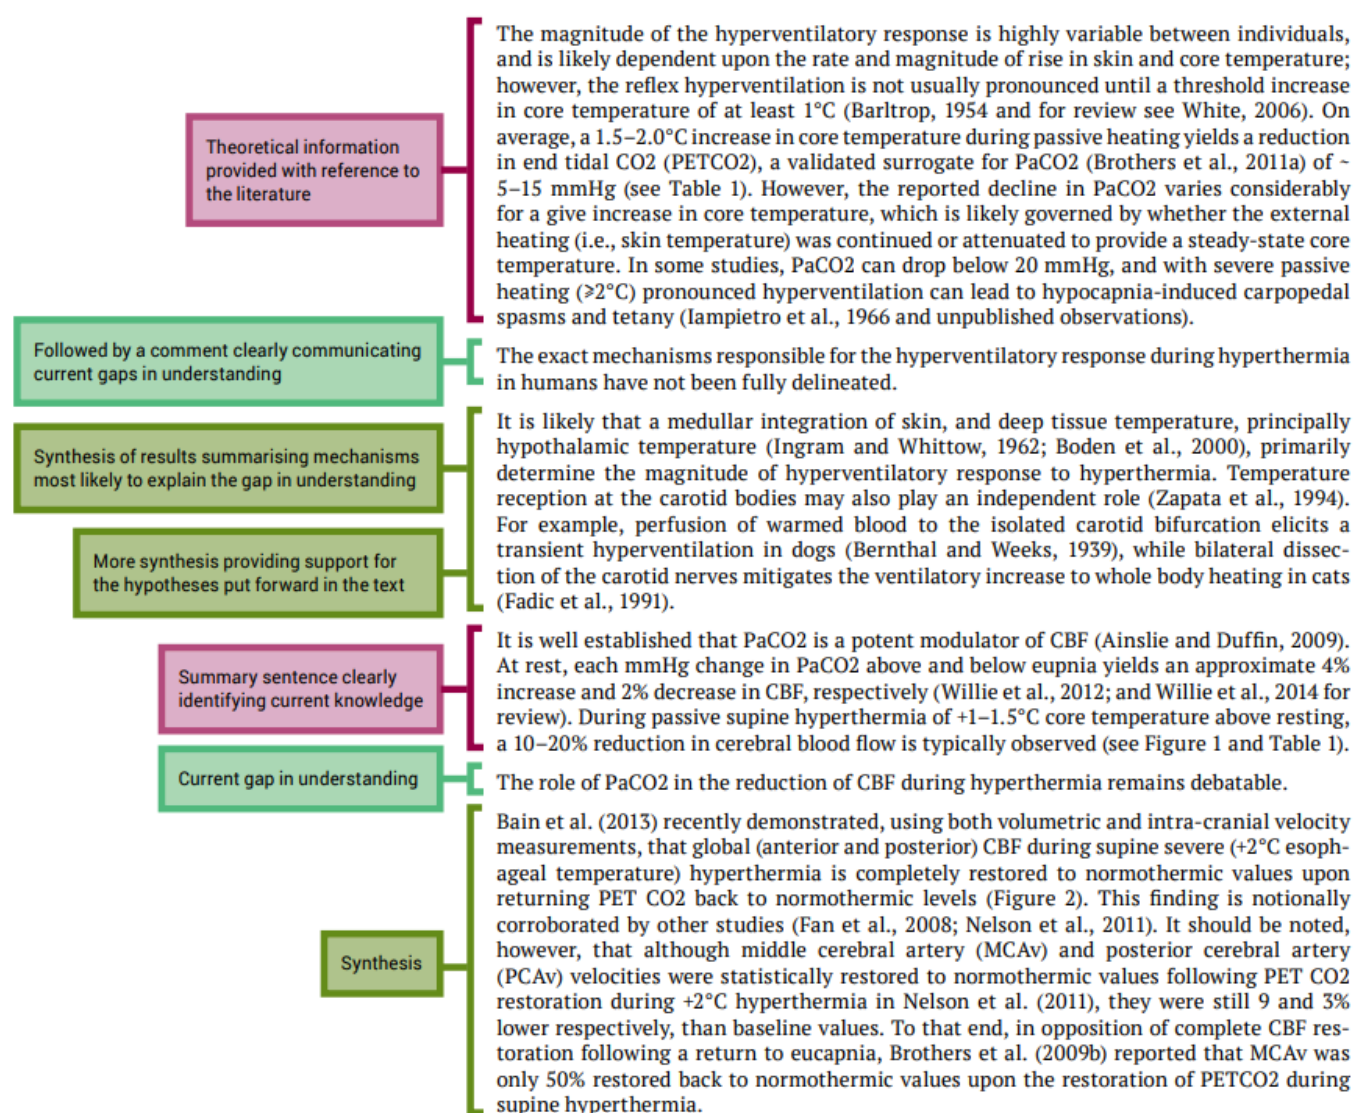 Theoretical information
provided with reference to
the literature
The magnitude of the hyperventilatory response is highly variable between individuals,
and is likely dependent upon the rate and magnitude of rise in skin and core temperature;
however, the reflex hyperventilation is not usually pronounced until a threshold increase
in core temperature of at least 1°C (Barltrop, 1954 and for review see White, 2006). On
average, a 1.5–2.0°C increase in core temperature during passive heating yields a reduction
in end tidal CO2 (PETCO2), a validated surrogate for PaCO2 (Brothers et al., 2011a) of ~
5–15 mmHg (see Table 1). However, the reported decline in PaCO2 varies considerably
for a give increase in core temperature, which is likely governed by whether the external
heating (i.e., skin temperature) was continued or attenuated to provide a steady-state core
temperature. In some studies, PaCO2 can drop below 20 mmHg, and with severe passive
heating (⩾2°C) pronounced hyperventilation can lead to hypocapnia-induced carpopedal
spasms and tetany (Iampietro et al., 1966 and unpublished observations).
Followed by a comment clearly communicating
current gaps in understanding
The exact mechanisms responsible for the hyperventilatory response during hyperthermia
in humans have not been fully delineated.
Synthesis of results summarising mechanisms
most likely to explain the gap in understanding
More synthesis providing support for
the hypotheses put forward in the text
It is likely that a medullar integration of skin, and deep tissue temperature, principally
hypothalamic temperature (Ingram and Whittow, 1962; Boden et al., 2000), primarily
determine the magnitude of hyperventilatory response to hyperthermia. Temperature
reception at the carotid bodies may also play an independent role (Zapata et al., 1994).
For example, perfusion of warmed blood to the isolated carotid bifurcation elicits a
transient hyperventilation in dogs (Bernthal and Weeks, 1939), while bilateral dissec-
tion of the carotid nerves mitigates the ventilatory increase to whole body heating in cats
(Fadic et al., 1991).
Summary sentence clearly
identifying current knowledge
It is well established that PaCO2 is a potent modulator of CBF (Ainslie and Duffin, 2009).
At rest, each mmHg change in PaCO2 above and below eupnia yields an approximate 4%
increase and 2% decrease in CBF, respectively (Willie et al., 2012; and Willie et al., 2014 for
review). During passive supine hyperthermia of +1–1.5°C core temperature above resting,
a 10–20% reduction in cerebral blood flow is typically observed (see Figure 1 and Table 1).
Current gap in understanding
The role of PaCO2 in the reduction of CBF during hyperthermia remains debatable.
Synthesis
Bain et al. (2013) recently demonstrated, using both volumetric and intra-cranial velocity
measurements, that global (anterior and posterior) CBF during supine severe (+2°C esoph-
ageal temperature) hyperthermia is completely restored to normothermic values upon
returning PET CO2 back to normothermic levels (Figure 2). This finding is notionally
corroborated by other studies (Fan et al., 2008; Nelson et al., 2011). It should be noted,
however, that although middle cerebral artery (MCAv) and posterior cerebral artery
(PCAv) velocities were statistically restored to normothermic values following PET CO2
restoration during +2°C hyperthermia in Nelson et al. (2011), they were still 9 and 3%
lower respectively, than baseline values. To that end, in opposition of complete CBF res-
toration following a return to eucapnia, Brothers et al. (2009b) reported that MCAv was
only 50% restored back to normothermic values upon the restoration of PETCO2 during
supine hyperthermia.